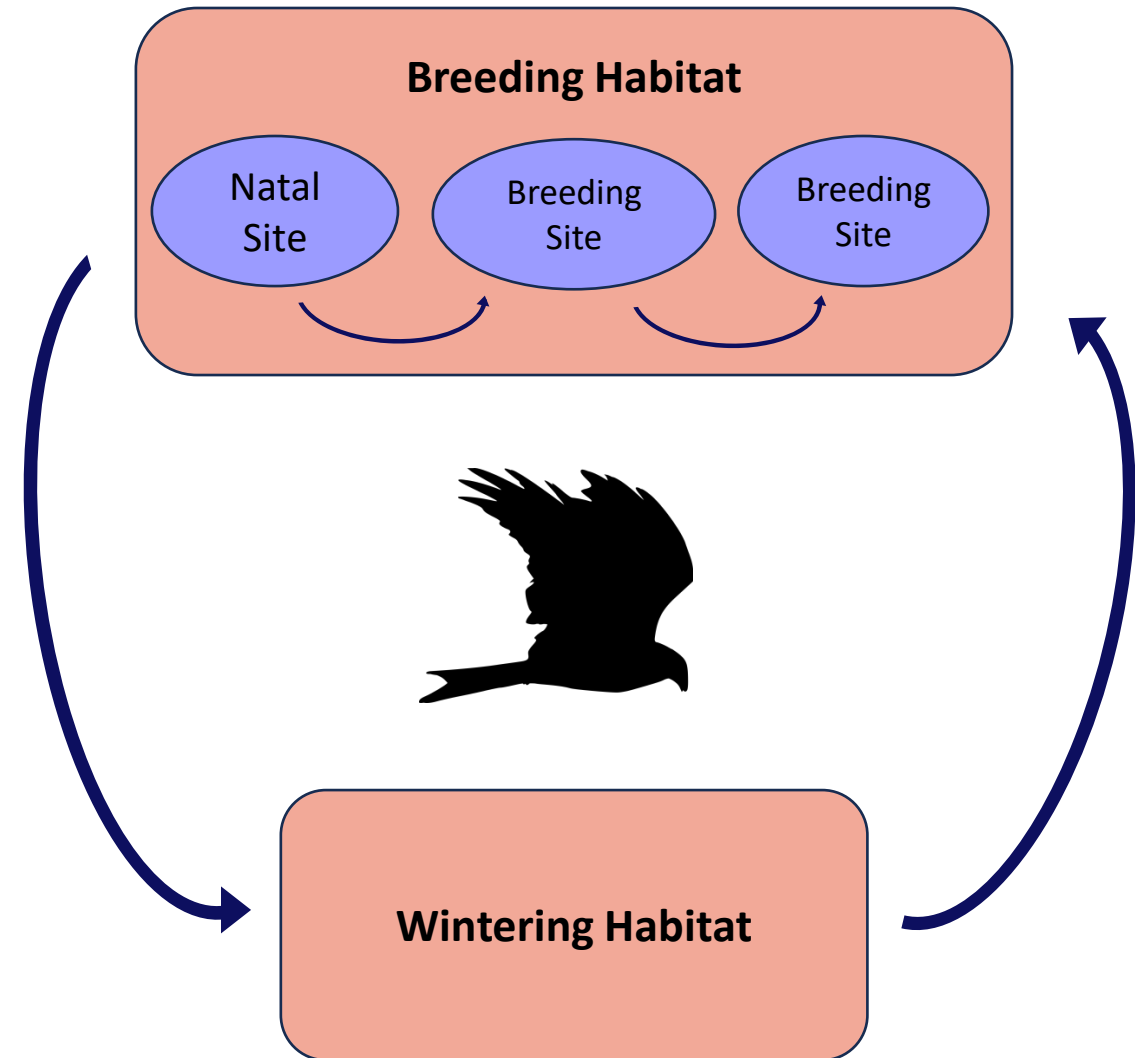 Breeding Habitat
Natal
Site
Breeding
Site
Breeding
Site
Wintering Habitat